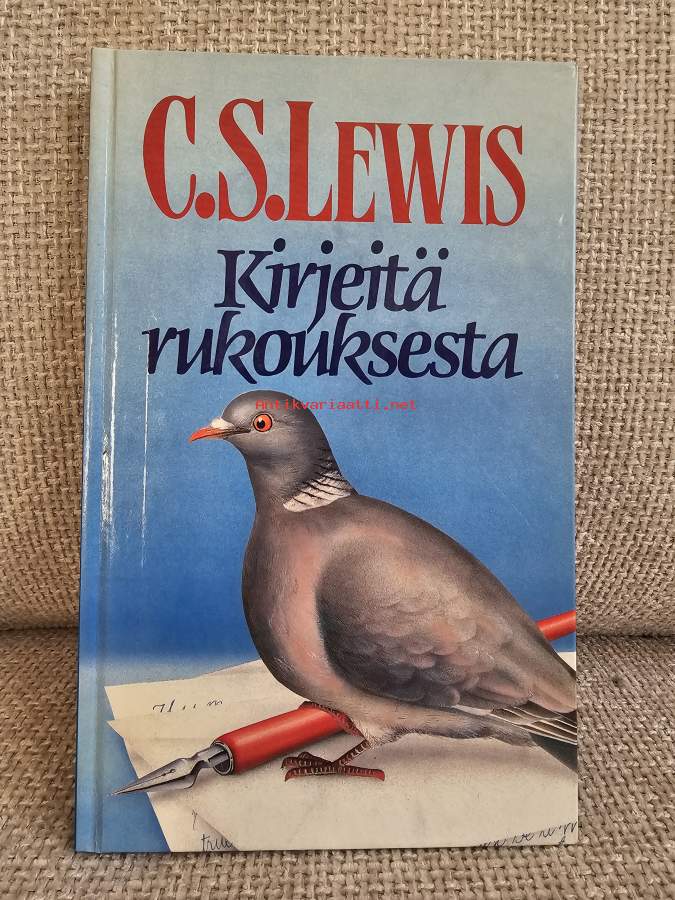 C.S.LEWIS
Kirjeitä
rukouksesta
Antikvariaatti.net